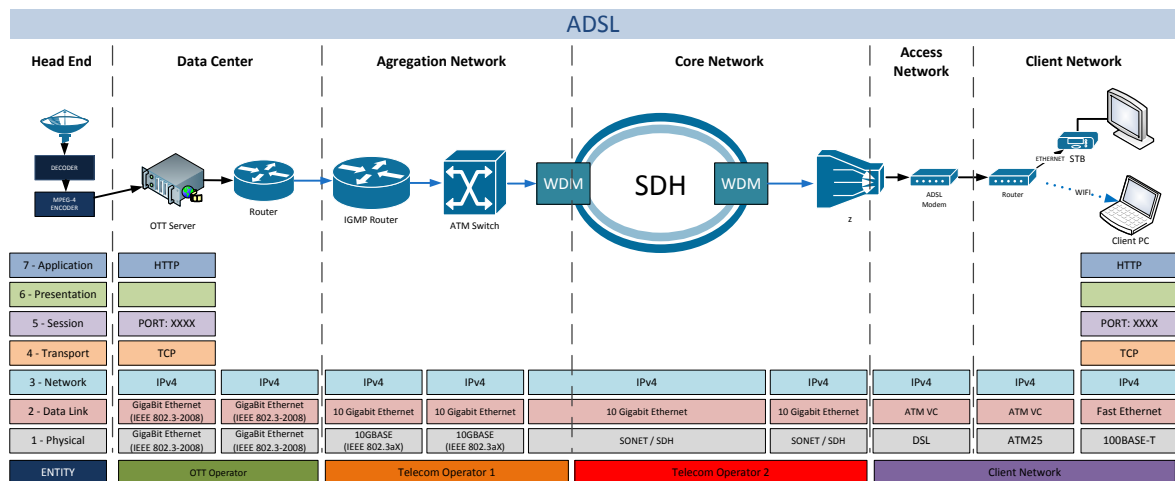 ADSL
Head End
Data Center
Agregation Network
Core Network
Access
Network
Client Network
DECODER
MPEG-4
ENCODER
OTT Server
Router
IGMP Router
ATM Switch
WDM
SDH
WDM
z
ADSL
Modem
Router
ETHERNET
STB
WIFI
Client PC
7 - Application
HTTP
HTTP
6 - Presentation
5 - Session
PORT: XXXX
PORT: XXXX
4 - Transport
TCP
TCP
3 - Network
IPv4
IPv4
IPv4
IPv4
IPv4
IPv4
IPv4
IPv4
IPv4
2 - Data Link
GigaBit Ethernet
(IEEE 802.3-2008)
GigaBit Ethernet
(IEEE 802.3-2008)
10 Gigabit Ethernet
10 Gigabit Ethernet
10 Gigabit Ethernet
10 Gigabit Ethernet
ATM VC
ATM VC
Fast Ethernet
1 - Physical
GigaBit Ethernet
(IEEE 802.3-2008)
GigaBit Ethernet
(IEEE 802.3-2008)
10GBASE
(IEEE 802.3aX)
10GBASE
(IEEE 802.3aX)
SONET / SDH
SONET / SDH
DSL
ATM25
100BASE-T
ENTITY
OTT Operator
Telecom Operator 1
Telecom Operator 2
Client Network